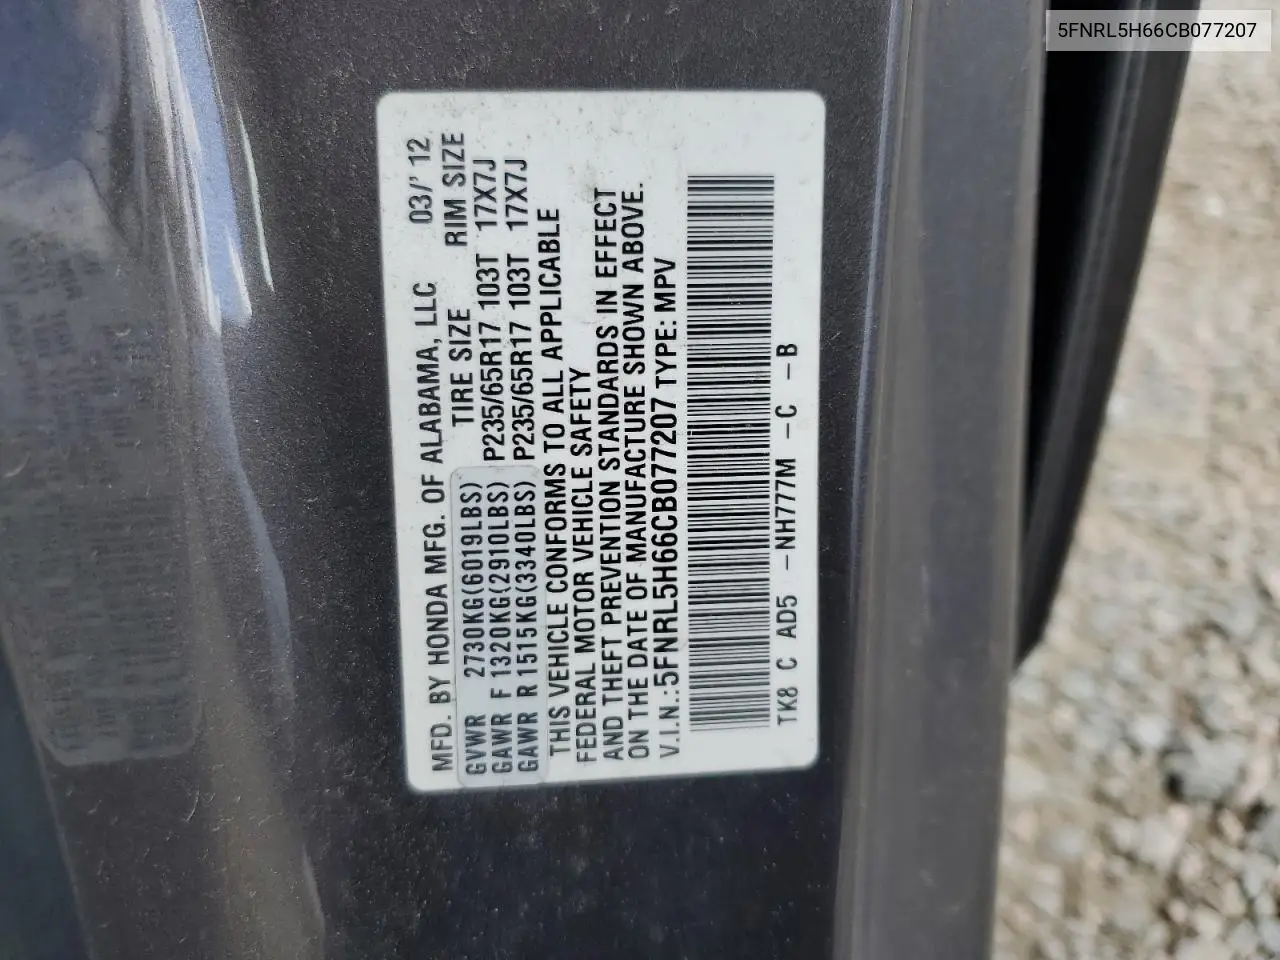 5FNRL5H66CB077207
MFD. BY HONDA MFG. OF ALABAMA, LLC 03/'12
TIRE SIZE RIM SIZE
GVWR 2730KG(6019LBS)
GAWR F 1320KG(2910LBS) P235/65R17 103T 17X7J
GAWR R 1515KG(3340LBS) P235/65R17 103T 17X7J
THIS VEHICLE CONFORMS TO ALL APPLICABLE
FEDERAL MOTOR VEHICLE SAFETY
AND THEFT PREVENTION STANDARDS IN EFFECT
ON THE DATE OF MANUFACTURE SHOWN ABOVE.
V.I.N.:5FNRL5H66CB077207 TYPE: MPV
TK8 C AD5 -NH777M -C -B